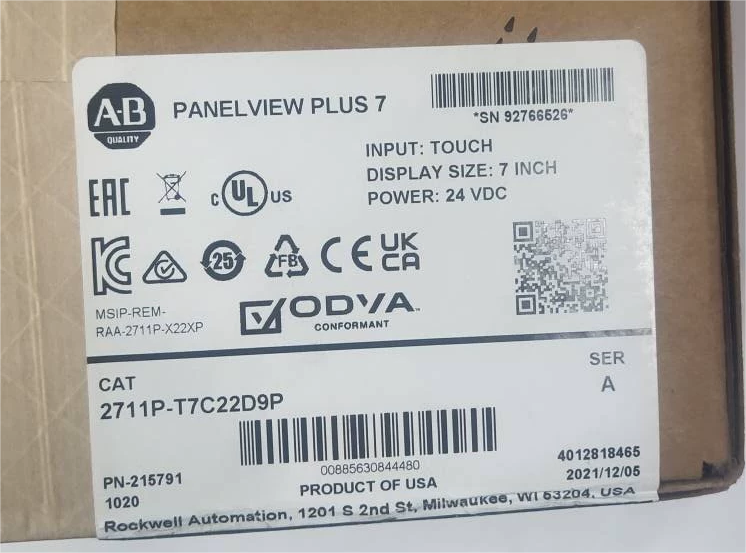 A·B
QUALITY
PANELVIEW PLUS 7
*SN 92766526*
INPUT: TOUCH
DISPLAY SIZE: 7 INCH
POWER: 24 VDC
EAC
C UL US
25
FB
CE
UK
CA
MSIP-REM-
RAA-2711P-X22XP
ODVA
CONFORMANT
CAT
2711P-T7C22D9P
SER
A
00885630844480
PN-215791
1020
PRODUCT OF USA
4012818465
2021/12/05
Rockwell Automation, 1201 S 2nd St, Milwaukee, WI 53204, USA